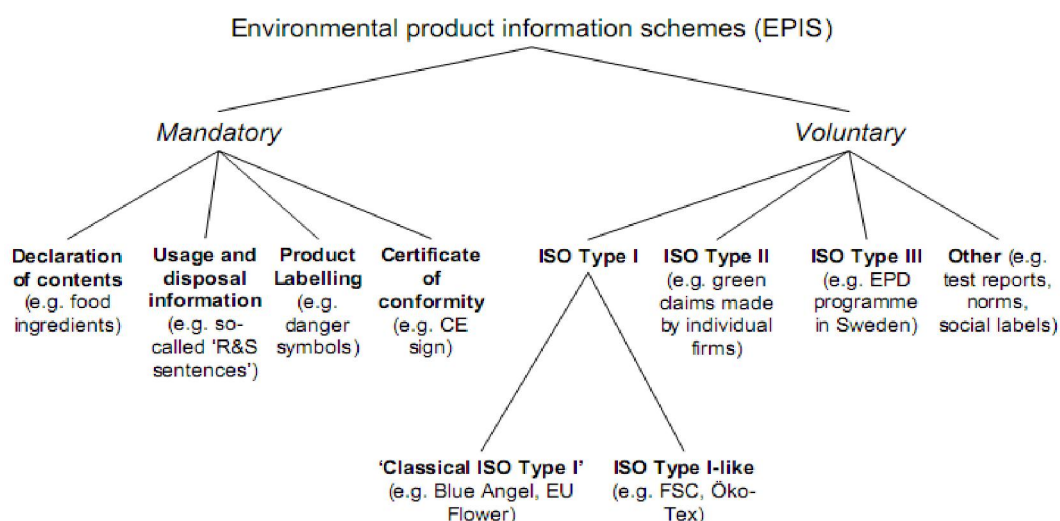 Environmental product information schemes (EPIS)
Mandatory
Voluntary
Declaration
of contents
(e.g. food
ingredients)
Usage and
disposal
information
(e.g. so-
called 'R&S
sentences')
Product
Labelling
(e.g.
danger
symbols)
Certificate
of
conformity
(e.g. CE
sign)
ISO Type I
ISO Type II
(e.g. green
claims made
by individual
firms)
ISO Type III
(e.g. EPD
programme
in Sweden)
Other (e.g.
test reports,
norms,
social labels)
'Classical ISO Type I'
(e.g. Blue Angel, EU
Flower)
ISO Type I-like
(e.g. FSC, Öko-
Tex)